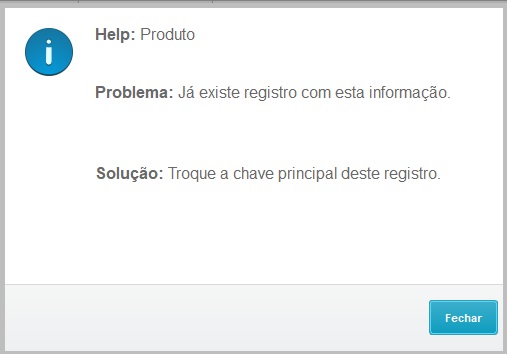 Help: Produto
Problema: Já existe registro com esta informação.
Solução: Troque a chave principal deste registro.
Fechar